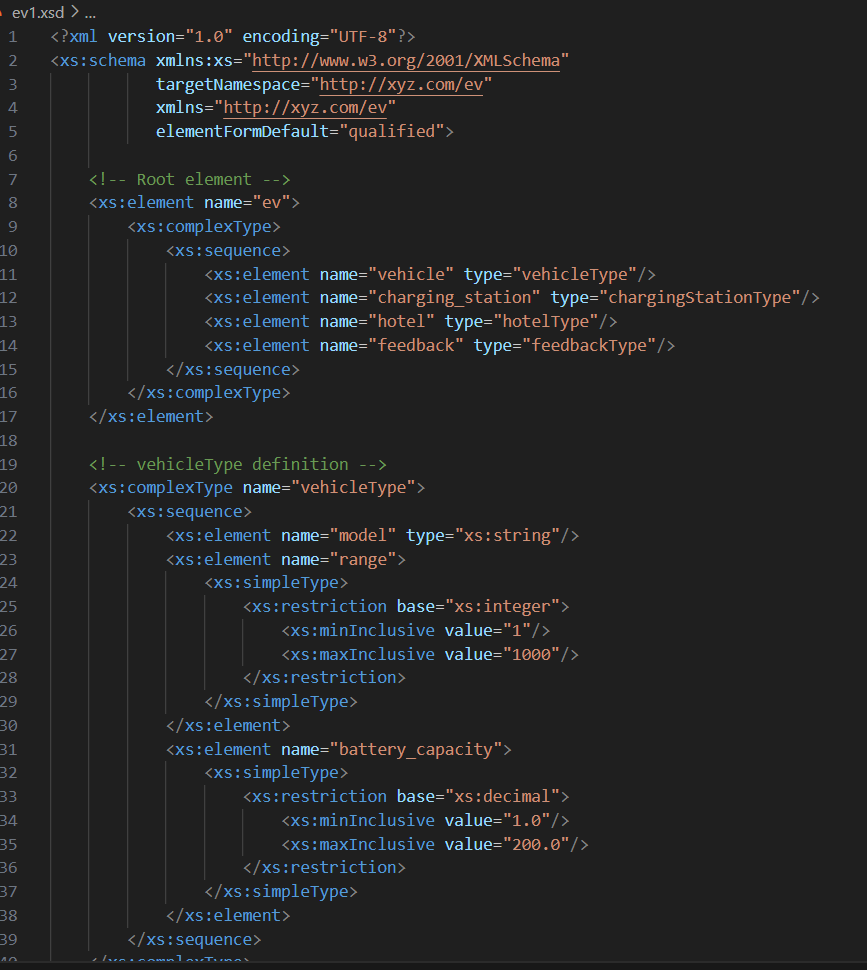 ev1.xsd > ...
1 <?xml version="1.0" encoding="UTF-8"?>
2 <xs:schema xmlns:xs="http://www.w3.org/2001/XMLSchema"
3 targetNamespace="http://xyz.com/ev"
4 xmlns="http://xyz.com/ev"
5 elementFormDefault="qualified">
6
7 <!-- Root element -->
8 <xs:element name="ev">
9 <xs:complexType>
10 <xs:sequence>
11 <xs:element name="vehicle" type="vehicleType"/>
12 <xs:element name="charging_station" type="chargingStationType"/>
13 <xs:element name="hotel" type="hotelType"/>
14 <xs:element name="feedback" type="feedbackType"/>
15 </xs:sequence>
16 </xs:complexType>
17 </xs:element>
18
19 <!-- vehicleType definition -->
20 <xs:complexType name="vehicleType">
21 <xs:sequence>
22 <xs:element name="model" type="xs:string"/>
23 <xs:element name="range">
24 <xs:simpleType>
25 <xs:restriction base="xs:integer">
26 <xs:minInclusive value="1"/>
27 <xs:maxInclusive value="1000"/>
28 </xs:restriction>
29 </xs:simpleType>
30 </xs:element>
31 <xs:element name="battery_capacity">
32 <xs:simpleType>
33 <xs:restriction base="xs:decimal">
34 <xs:minInclusive value="1.0"/>
35 <xs:maxInclusive value="200.0"/>
36 </xs:restriction>
37 </xs:simpleType>
38 </xs:element>
39 </xs:sequence>
40 </xs:complexType>